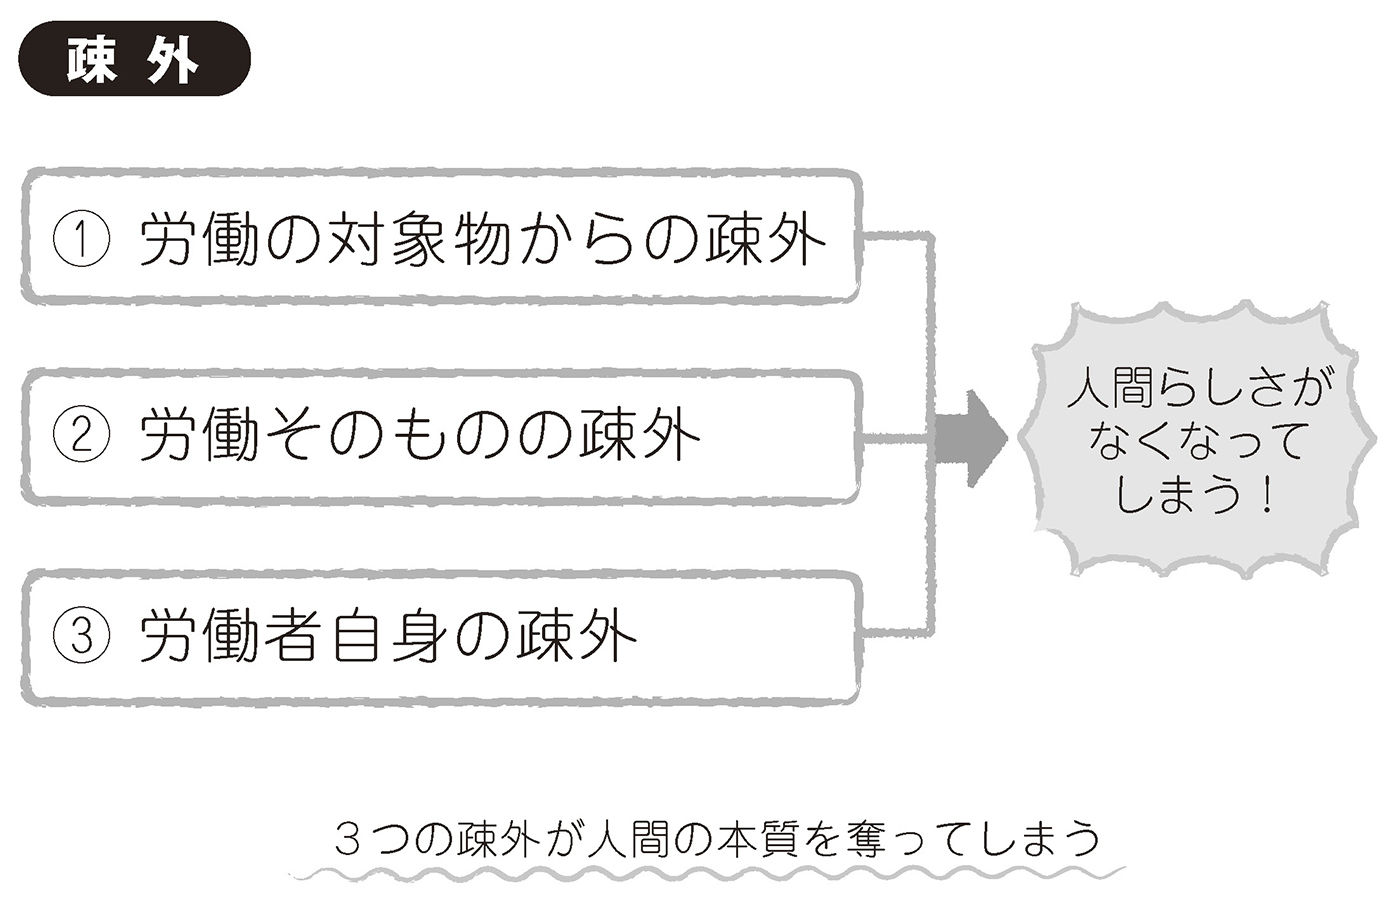 疎外
① 労働の対象物からの疎外
② 労働そのものの疎外
③ 労働者自身の疎外
人間らしさが
なくなって
しまう！
３つの疎外が人間の本質を奪ってしまう